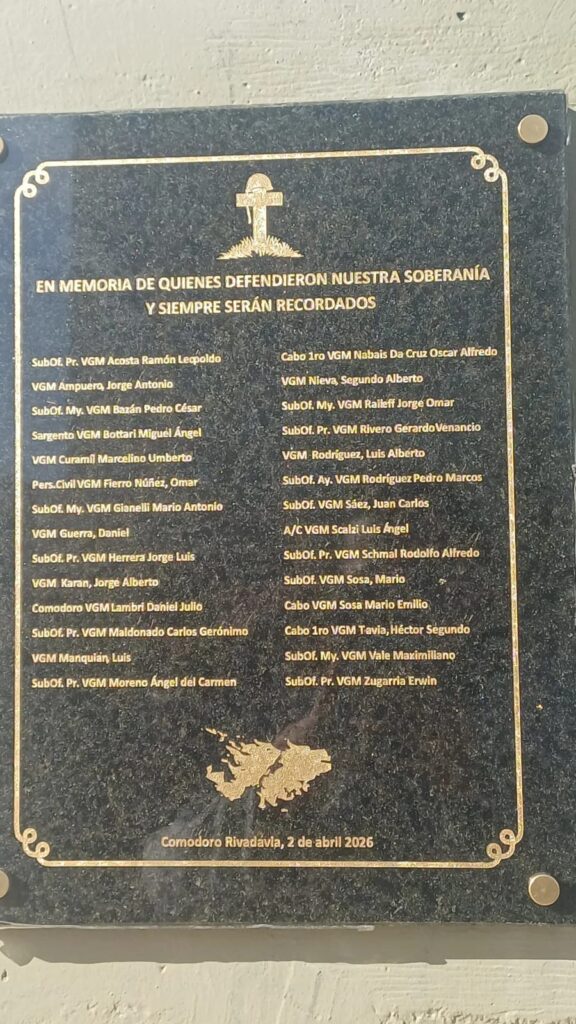 EN MEMORIA DE QUIENES DEFENDIERON NUESTRA SOBERANÍA
Y SIEMPRE SERÁN RECORDADOS
SubOf. Pr. VGM Acosta Ramón Leopoldo
VGM Ampuero, Jorge Antonio
SubOf. My. VGM Bazán Pedro César
Sargento VGM Bottari Miguel Ángel
VGM Curamíl Marcelino Umberto
Pers.Civil VGM Fierro Núñez, Omar
SubOf. My. VGM Gianelli Mario Antonio
VGM Guerra, Daniel
SubOf. Pr. VGM Herrera Jorge Luis
VGM Karan, Jorge Alberto
Comodoro VGM Lambri Daniel Julio
SubOf. Pr. VGM Maldonado Carlos Gerónimo
VGM Manquian, Luis
SubOf. Pr. VGM Moreno Ángel del Carmen
Cabo 1ro VGM Nabais Da Cruz Oscar Alfredo
VGM Nieva, Segundo Alberto
SubOf. My. VGM Raileff Jorge Omar
SubOf. Pr. VGM Rivero Gerardo Venancio
VGM Rodríguez, Luis Alberto
SubOf. Ay. VGM Rodríguez Pedro Marcos
SubOf. VGM Sáez, Juan Carlos
A/C VGM Scalzi Luis Ángel
SubOf. Pr. VGM Schmal Rodolfo Alfredo
SubOf. VGM Sosa, Mario
Cabo VGM Sosa Mario Emilio
Cabo 1ro VGM Tavia, Héctor Segundo
SubOf. My. VGM Vale Maximiliano
SubOf. Pr. VGM Zugarria Erwin
Comodoro Rivadavia, 2 de abril 2026